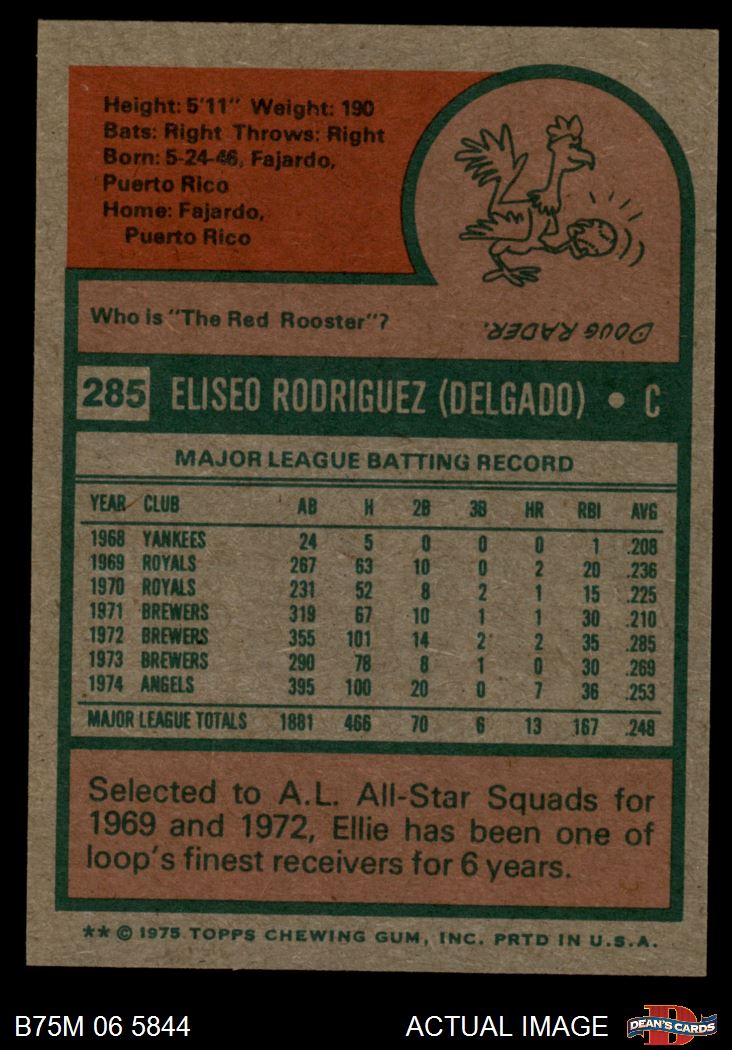 Height: 5'11" Weight: 190
Bats: Right Throws: Right
Born: 5-24-46, Fajardo,
Puerto Rico
Home: Fajardo,
Puerto Rico
Who is "The Red Rooster"?
DOUG RADER.
285 ELISEO RODRIGUEZ (DELGADO) • C
MAJOR LEAGUE BATTING RECORD
YEAR CLUB AB H 2B 3B HR RBI AVG
1968 YANKEES 24 5 0 0 0 1 .208
1969 ROYALS 267 63 10 0 2 20 .236
1970 ROYALS 231 52 8 2 1 15 .225
1971 BREWERS 319 67 10 1 1 30 .210
1972 BREWERS 355 101 14 2 2 35 .285
1973 BREWERS 290 78 8 1 0 30 .269
1974 ANGELS 395 100 20 0 7 36 .253
MAJOR LEAGUE TOTALS 1881 466 70 6 13 167 .248
Selected to A.L. All-Star Squads for
1969 and 1972, Ellie has been one of
loop's finest receivers for 6 years.
** © 1975 TOPPS CHEWING GUM, INC. PRTD IN U.S.A.
B75M 06 5844 ACTUAL IMAGE D DEAN'S CARDS